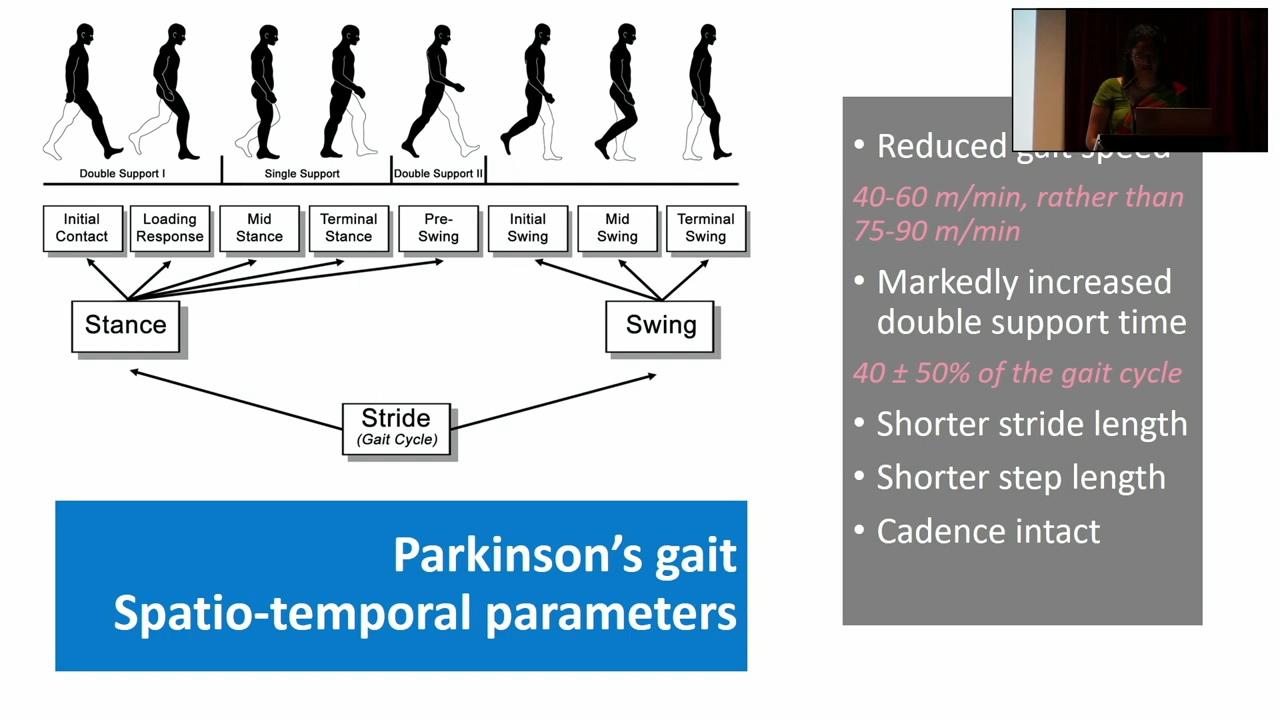 Double Support I
Single Support
Double Support II
Initial
Contact
Loading
Response
Mid
Stance
Terminal
Stance
Pre-
Swing
Initial
Swing
Mid
Swing
Terminal
Swing
Stance
Swing
Stride
(Gait Cycle)
Parkinson’s gait
Spatio-temporal parameters
• Reduced gait speed
40-60 m/min, rather than
75-90 m/min
• Markedly increased
double support time
40 ± 50% of the gait cycle
• Shorter stride length
• Shorter step length
• Cadence intact